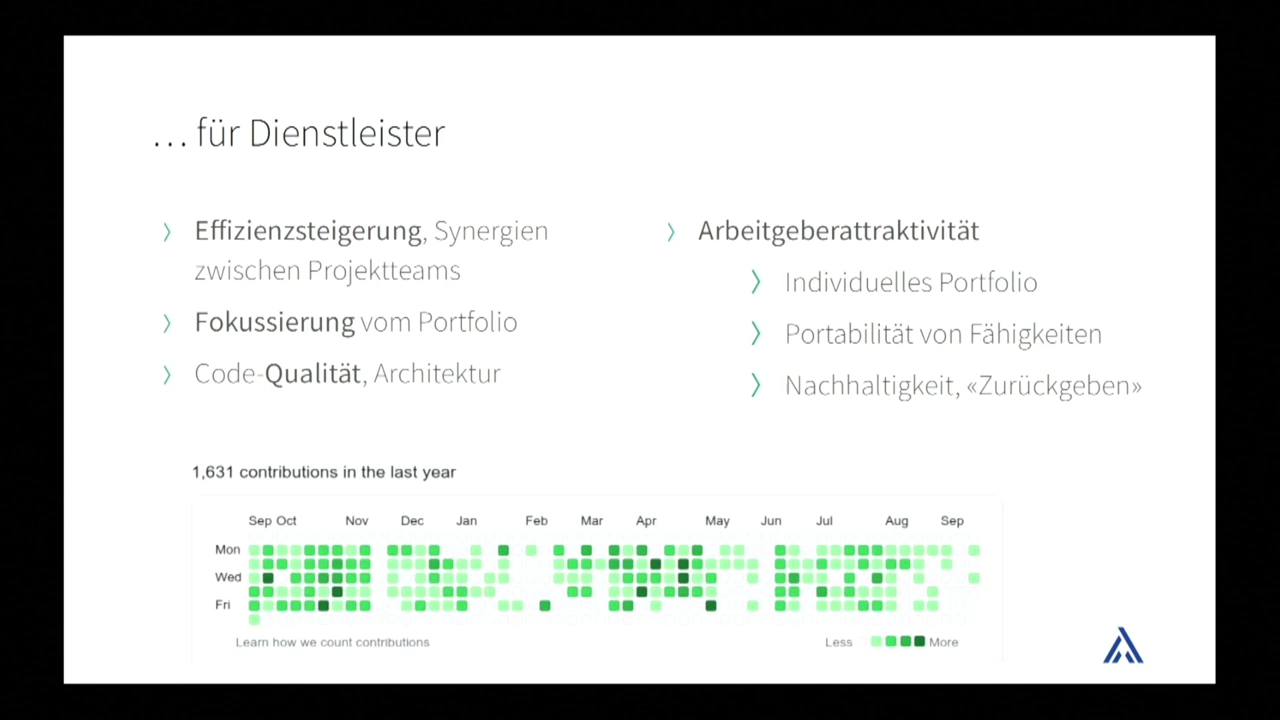 … für Dienstleister
〉 Effizienzsteigerung, Synergien
zwischen Projektteams
〉 Fokussierung vom Portfolio
〉 Code-Qualität, Architektur
〉 Arbeitgeberattraktivität
〉 Individuelles Portfolio
〉 Portabilität von Fähigkeiten
〉 Nachhaltigkeit, «Zurückgeben»
1,631 contributions in the last year
Sep Oct Nov Dec Jan Feb Mar Apr May Jun Jul Aug Sep
Mon
Wed
Fri
Learn how we count contributions
Less More